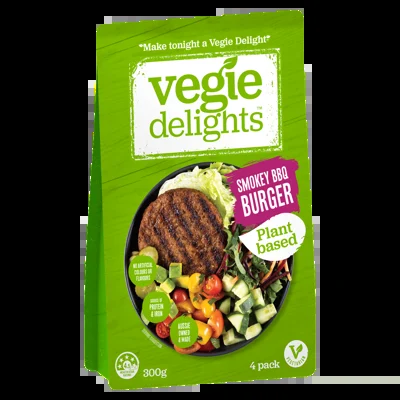 "Make tonight a Vegie Delight"
vegie
delights™
SMOKEY BBQ
BURGER
Plant
based
NO ARTIFICIAL
COLOURS OR
FLAVOURS
SOURCE OF
PROTEIN
& IRON
AUSSIE
OWNED
& MADE
300g
4 pack
V